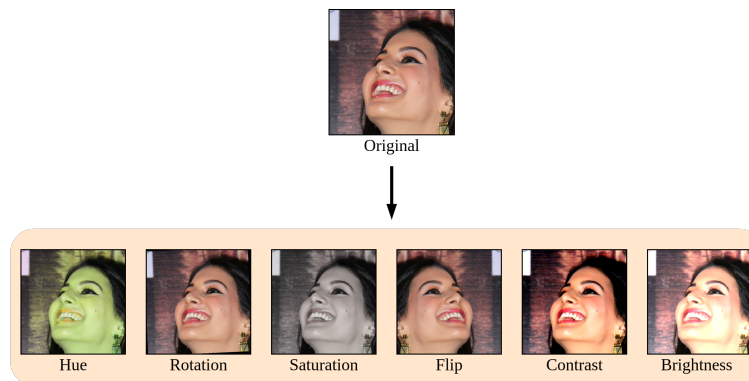 Original
Hue
Rotation
Saturation
Flip
Contrast
Brightness